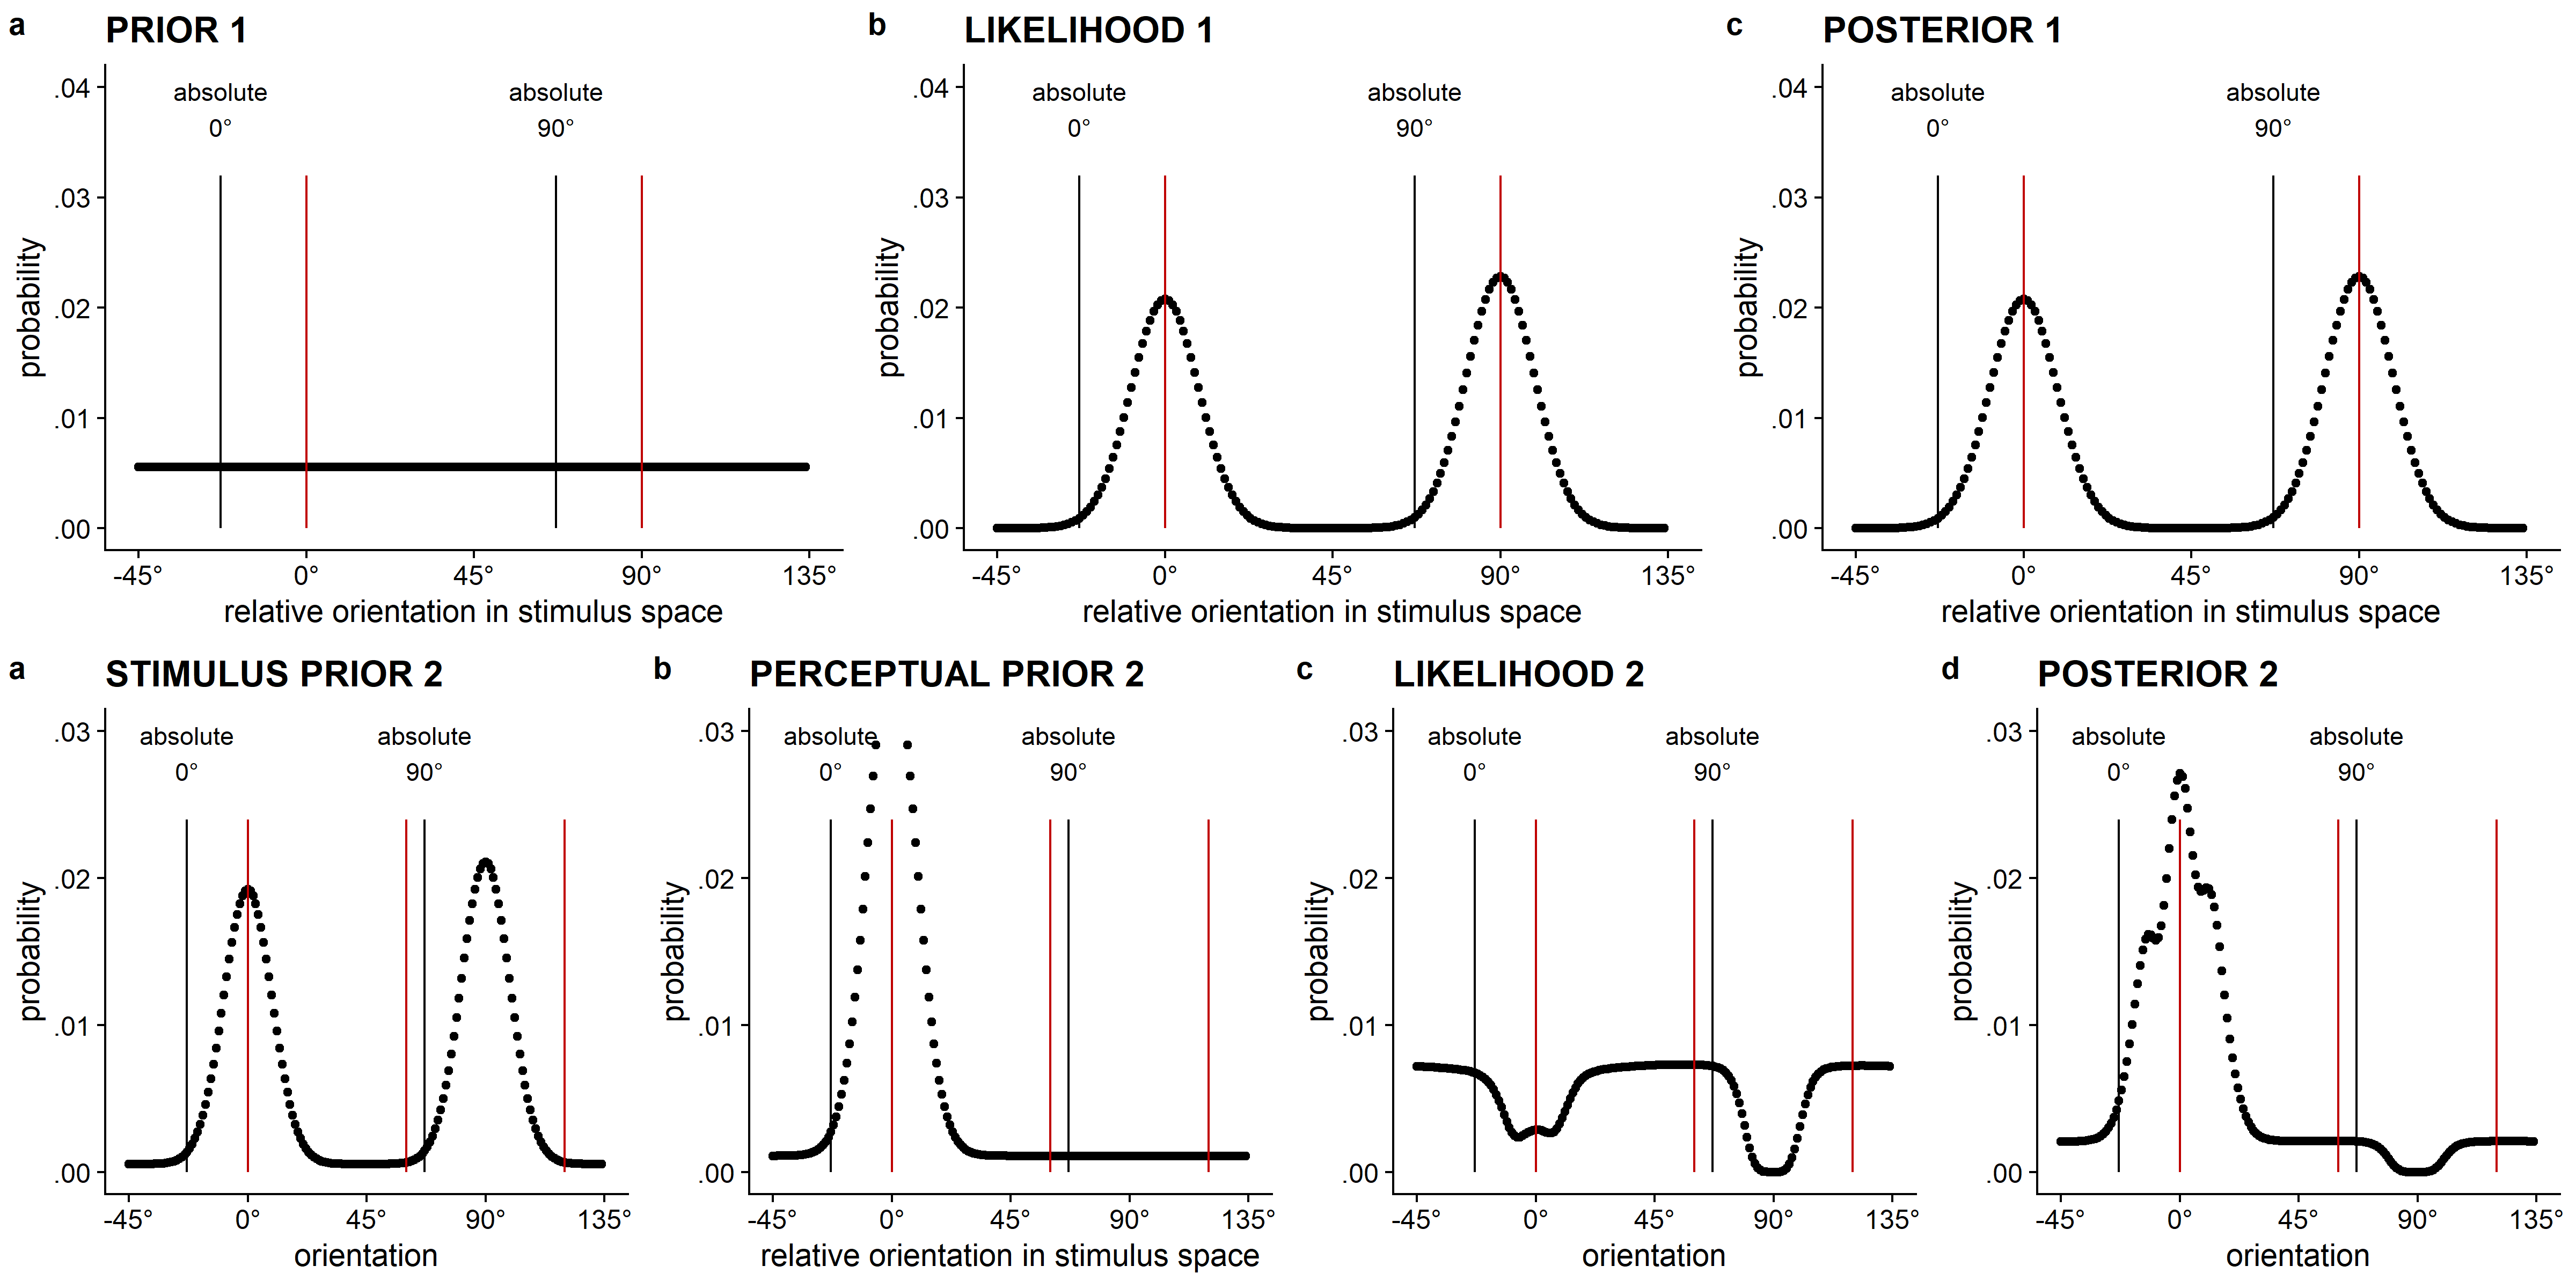 a PRIOR 1
absolute absolute
0° 90°
.04
.03
.02
.01
.00
probability
-45° 0° 45° 90° 135°
relative orientation in stimulus space
b LIKELIHOOD 1
absolute absolute
0° 90°
.04
.03
.02
.01
.00
probability
-45° 0° 45° 90° 135°
relative orientation in stimulus space
c POSTERIOR 1
absolute absolute
0° 90°
.04
.03
.02
.01
.00
probability
-45° 0° 45° 90° 135°
relative orientation in stimulus space
a STIMULUS PRIOR 2
absolute absolute
0° 90°
.03
.02
.01
.00
probability
-45° 0° 45° 90° 135°
orientation
b PERCEPTUAL PRIOR 2
absolute absolute
0° 90°
.03
.02
.01
.00
probability
-45° 0° 45° 90° 135°
relative orientation in stimulus space
c LIKELIHOOD 2
absolute absolute
0° 90°
.03
.02
.01
.00
probability
-45° 0° 45° 90° 135°
orientation
d POSTERIOR 2
absolute absolute
0° 90°
.03
.02
.01
.00
probability
-45° 0° 45° 90° 135°
orientation